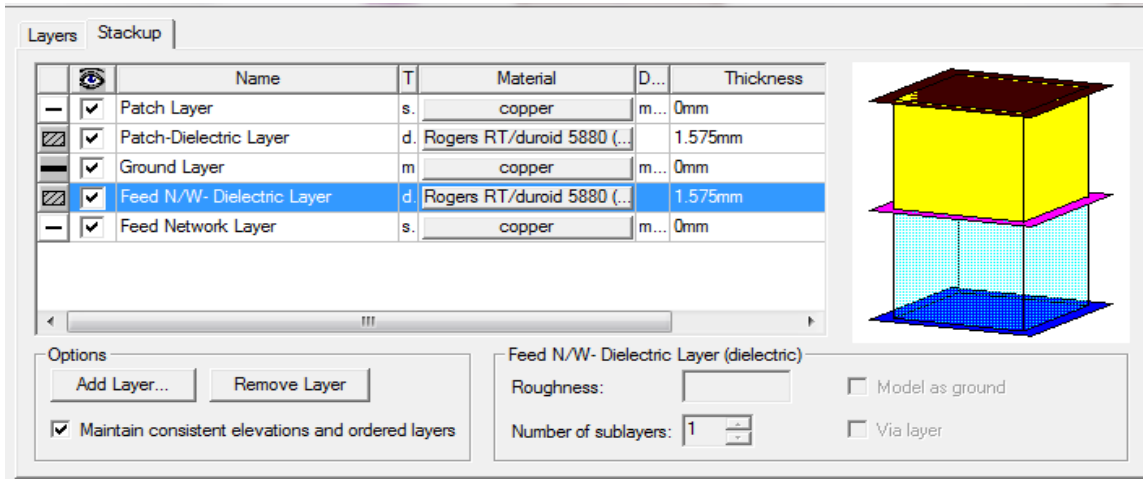 Layers Stackup
Name T Material D... Thickness
Patch Layer s. copper m... 0mm
Patch-Dielectric Layer d. Rogers RT/duroid 5880 (... 1.575mm
Ground Layer m copper m... 0mm
Feed N/W- Dielectric Layer d. Rogers RT/duroid 5880 (... 1.575mm
Feed Network Layer s. copper m... 0mm
Options
Add Layer... Remove Layer
Maintain consistent elevations and ordered layers
Feed N/W- Dielectric Layer (dielectric)
Roughness: Model as ground
Number of sublayers: 1 Via layer